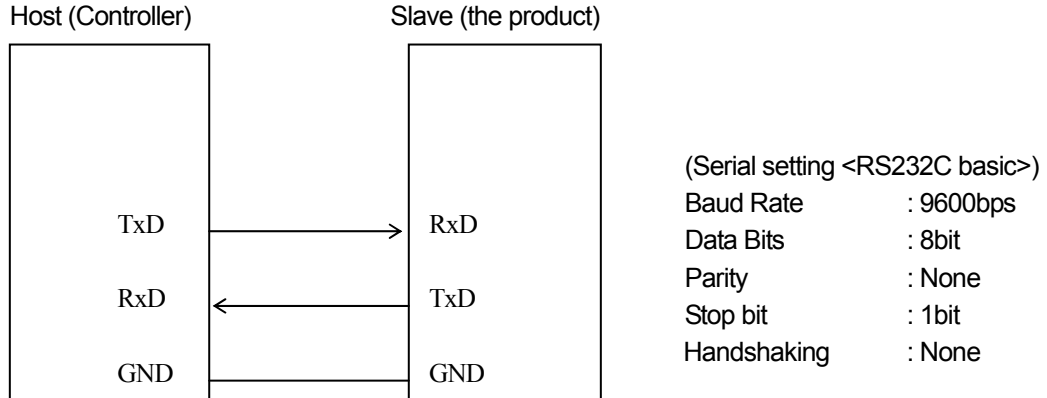 Host (Controller) Slave (the product)
(Serial setting <RS232C basic>)
Baud Rate : 9600bps
TxD RxD
Data Bits : 8bit
Parity : None
RxD TxD
Stop bit : 1bit
Handshaking : None
GND GND